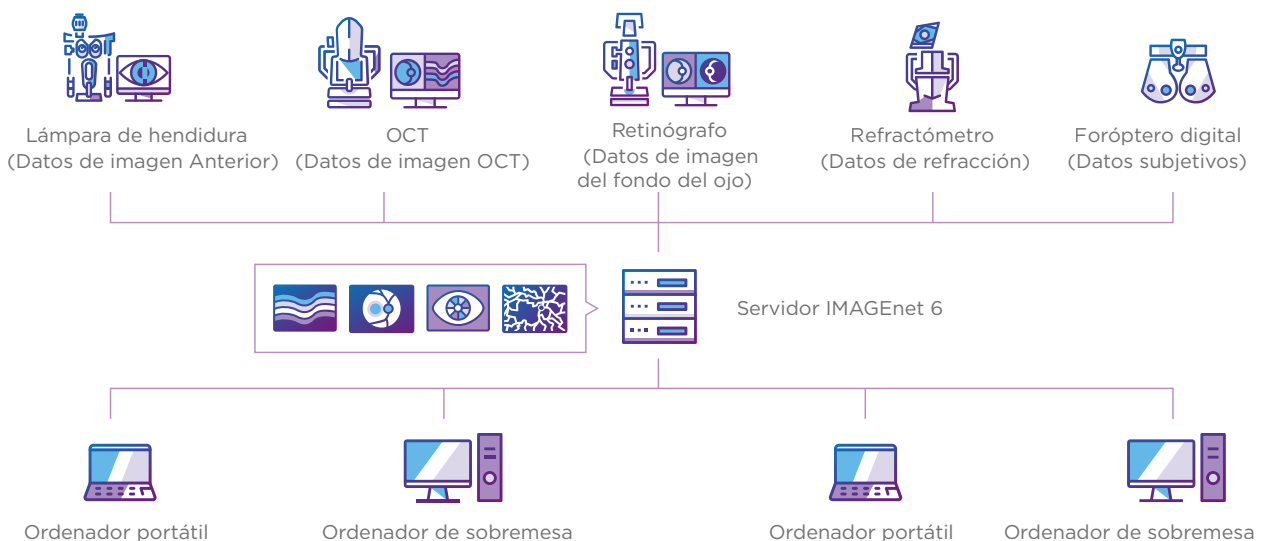 Lámpara de hendidura
(Datos de imagen Anterior)
OCT
(Datos de imagen OCT)
Retinógrafo
(Datos de imagen
del fondo del ojo)
Refractómetro
(Datos de refracción)
Foróptero digital
(Datos subjetivos)
Servidor IMAGEnet 6
Ordenador portátil
Ordenador de sobremesa
Ordenador portátil
Ordenador de sobremesa